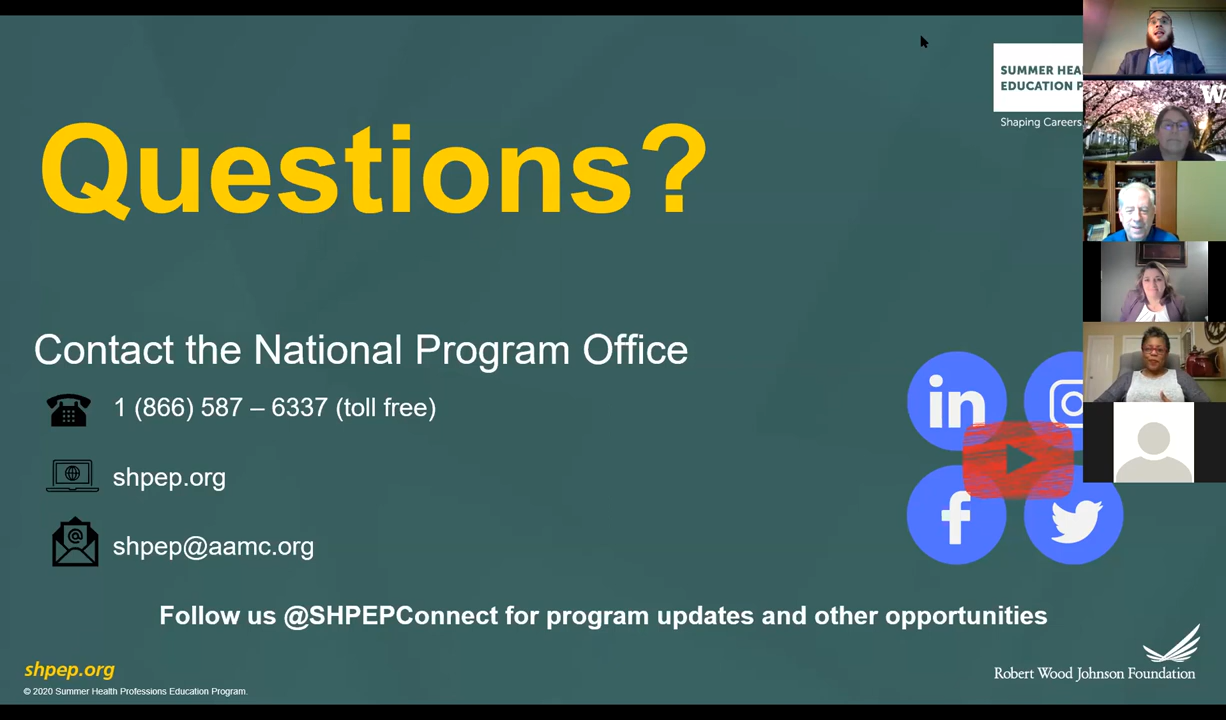 SUMMER HEA
EDUCATION P
Shaping Careers
W
Questions?
Contact the National Program Office
1 (866) 587 – 6337 (toll free)
shpep.org
shpep@aamc.org
in
f
Follow us @SHPEPConnect for program updates and other opportunities
shpep.org
© 2020 Summer Health Professions Education Program.
Robert Wood Johnson Foundation